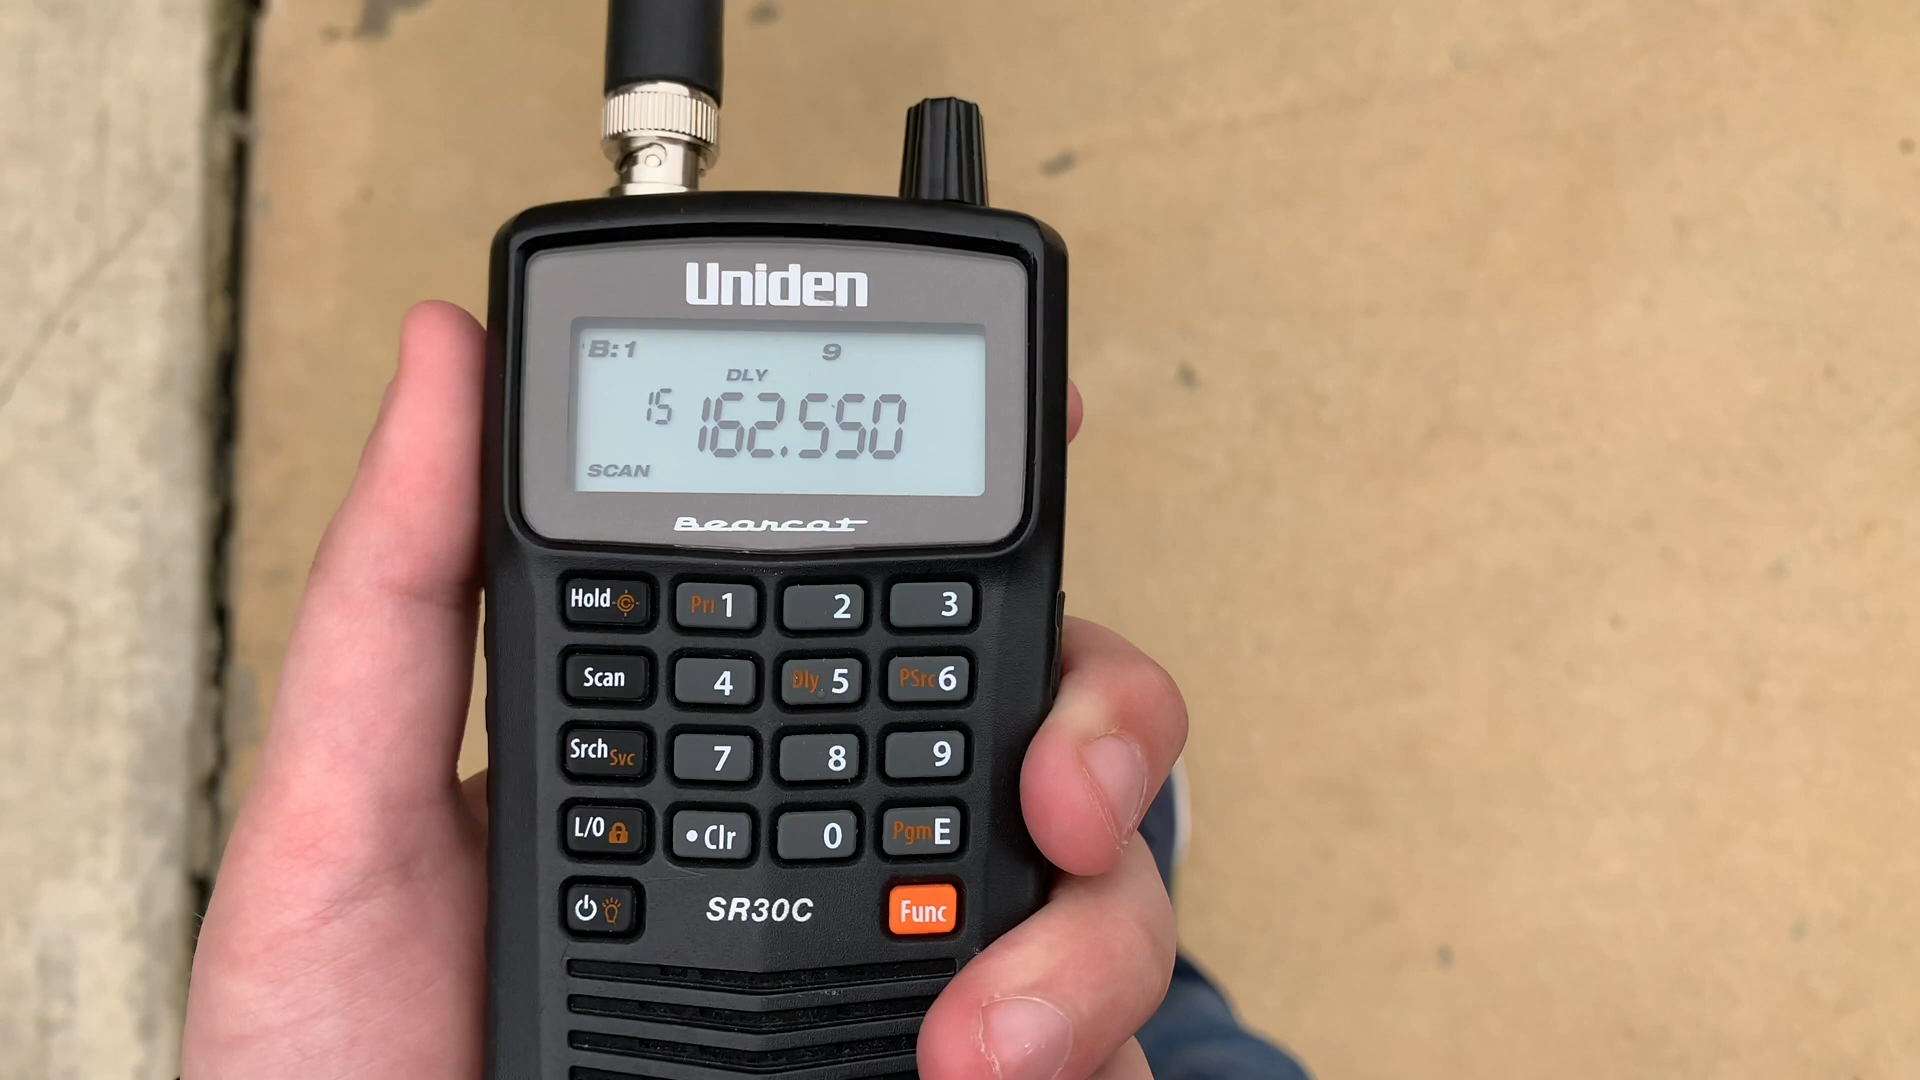 Uniden
B:1 9
DLY
15 162.550
SCAN
Bearcat
Hold Pri 1 2 3
Scan 4 Dly 5 PSrc 6
Srch Svc 7 8 9
L/O • Clr 0 Pgm E
SR30C Func